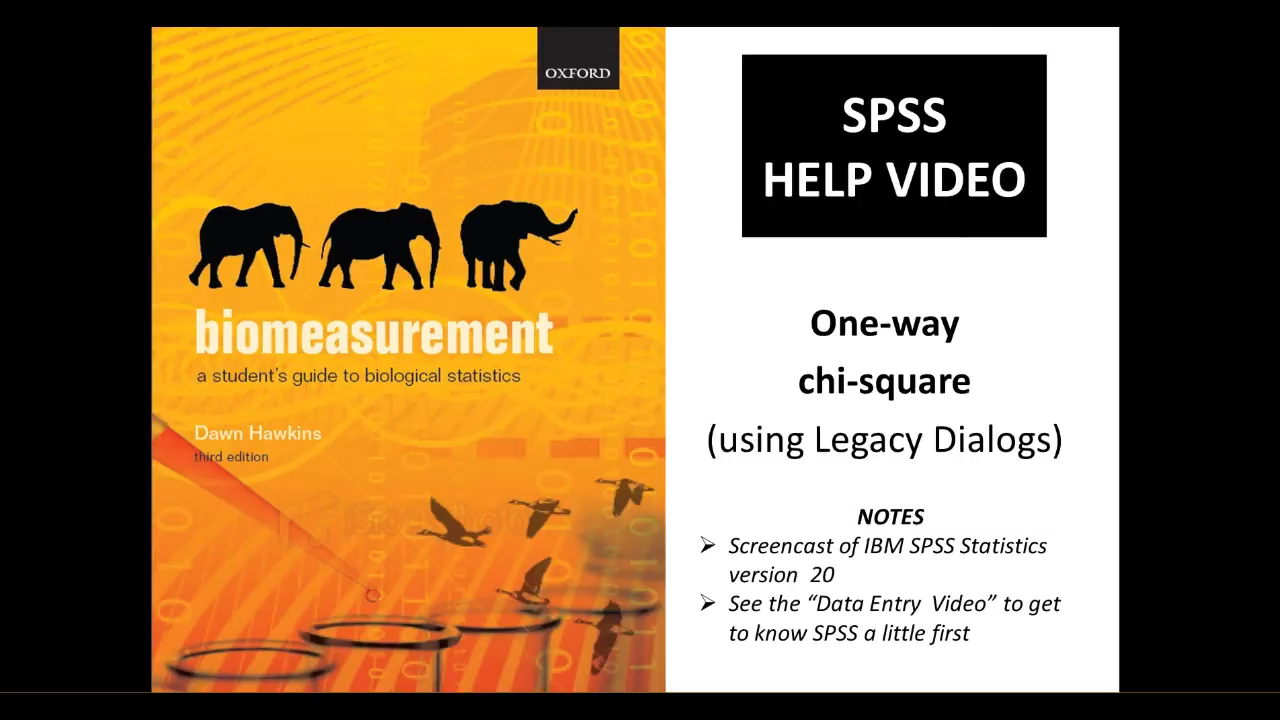 OXFORD
biomeasurement
a student's guide to biological statistics
Dawn Hawkins
third edition
SPSS
HELP VIDEO
One-way
chi-square
(using Legacy Dialogs)
NOTES
➢ Screencast of IBM SPSS Statistics
version 20
➢ See the “Data Entry Video” to get
to know SPSS a little first